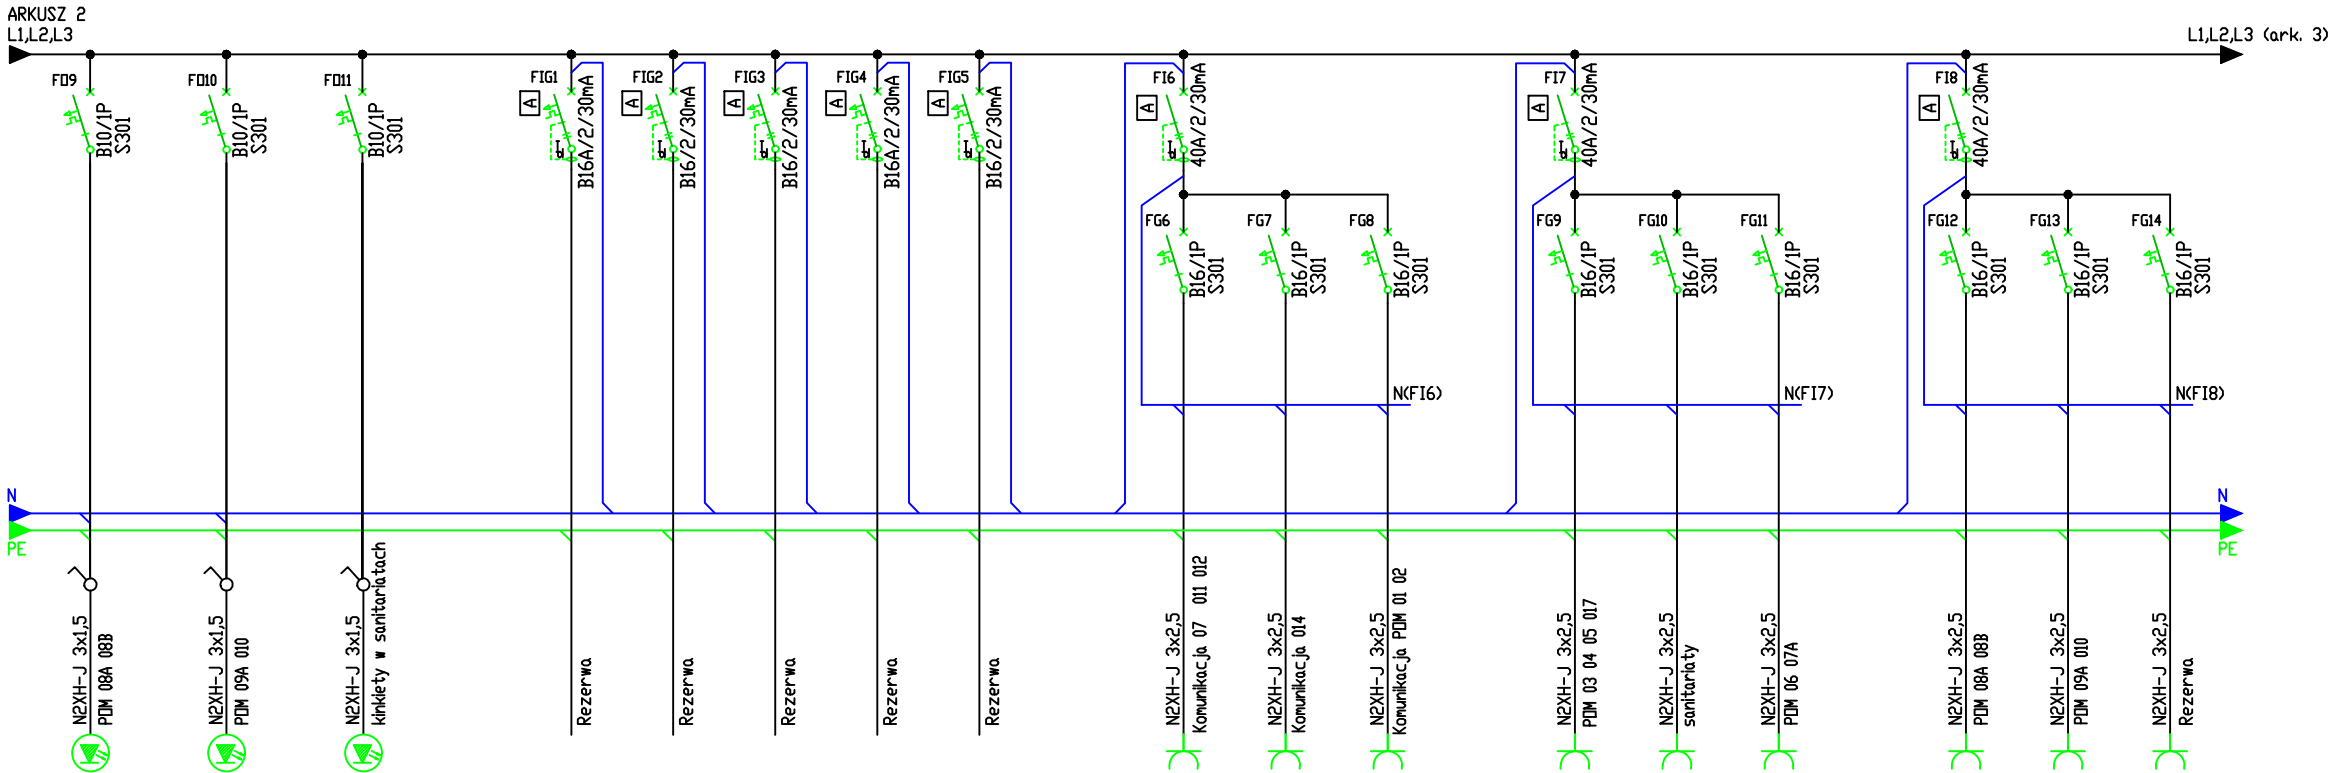 ARKUSZ 2
L1,L2,L3
L1,L2,L3 (ark. 3)
FO9
B10/1P
S301
FO10
B10/1P
S301
FO11
B10/1P
S301
FIG1
A
Id
B16A/2/30mA
FIG2
A
Id
B16/2/30mA
FIG3
A
Id
B16/2/30mA
FIG4
A
Id
B16A/2/30mA
FIG5
A
Id
B16/2/30mA
FI6
A
Id
40A/2/30mA
FI7
A
Id
40A/2/30mA
FI8
A
Id
40A/2/30mA
FG6
B16/1P
S301
FG7
B16/1P
S301
FG8
B16/1P
S301
FG9
B16/1P
S301
FG10
B16/1P
S301
FG11
B16/1P
S301
FG12
B16/1P
S301
FG13
B16/1P
S301
FG14
B16/1P
S301
N(FI6)
N(FI7)
N(FI8)
N
N
PE
PE
N2XH-J 3x1,5
POM 08A 08B
N2XH-J 3x1,5
POM 09A 010
N2XH-J 3x1,5
kinkiety w sanitariatach
Rezerwa
Rezerwa
Rezerwa
Rezerwa
Rezerwa
N2XH-J 3x2,5
Komunikacja 07 011 012
N2XH-J 3x2,5
Komunikacja 014
N2XH-J 3x2,5
Komunikacja POM 01 02
N2XH-J 3x2,5
POM 03 04 05 017
N2XH-J 3x2,5
sanitariaty
N2XH-J 3x2,5
POM 06 07A
N2XH-J 3x2,5
POM 08A 08B
N2XH-J 3x2,5
POM 09A 010
N2XH-J 3x2,5
Rezerwa